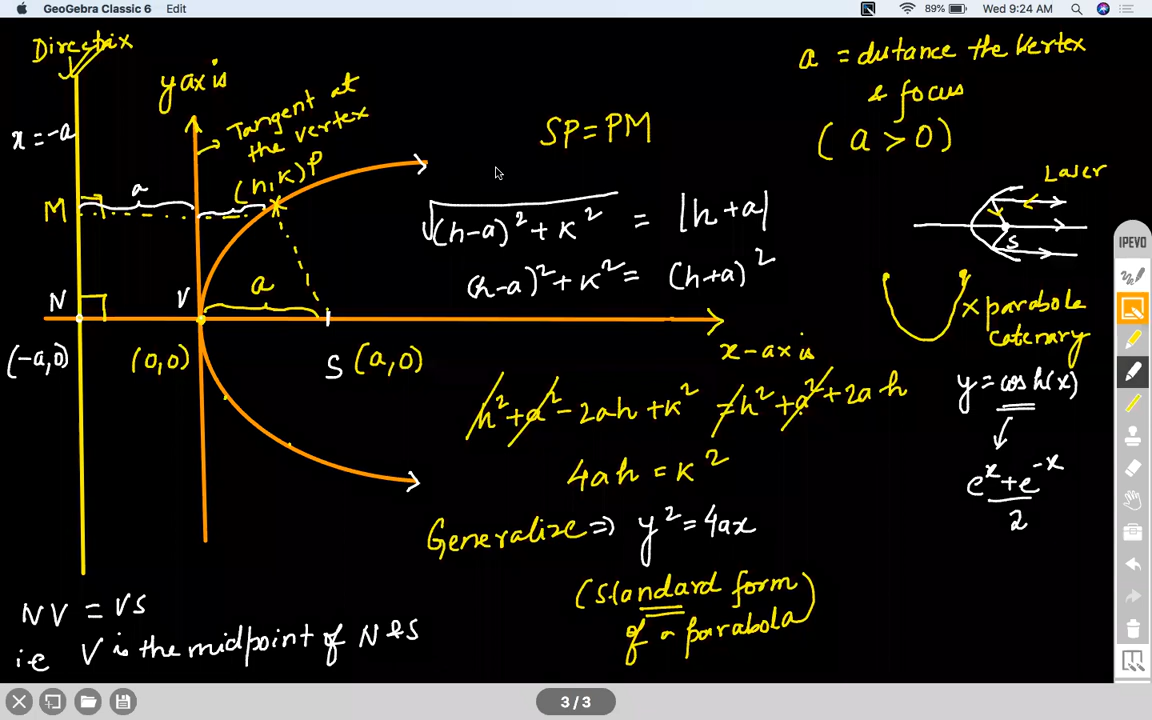 GeoGebra Classic 6 Edit 89% Wed 9:24 AM
Directrix
y axis
x = -a
Tangent at
the vertex
(h,k) P
M
a
N
V
a
(-a,0)
(0,0)
S (a,0)
x-axis
NV = VS
i.e V is the midpoint of N & S
SP = PM
√(h-a)² + k² = |h+a|
(h-a)² + k² = (h+a)²
h² + a² - 2ah + k² = h² + a² + 2ah
4ah = k²
Generalize ⇒ y² = 4ax
(Standard form
of a parabola)
a = distance the vertex
& focus
(a > 0)
Laser
S
x parabole
Catenary
y = cosh(x)
e^x + e^-x
2
IPEVO
3/3